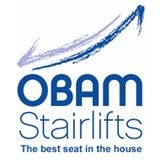 OBAM
Stairlifts
The best seat in the house